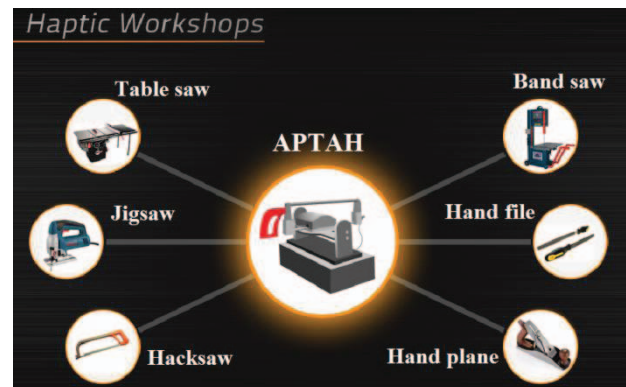 Haptic Workshops
Table saw
Band saw
APTAH
Jigsaw
Hand file
Hacksaw
Hand plane